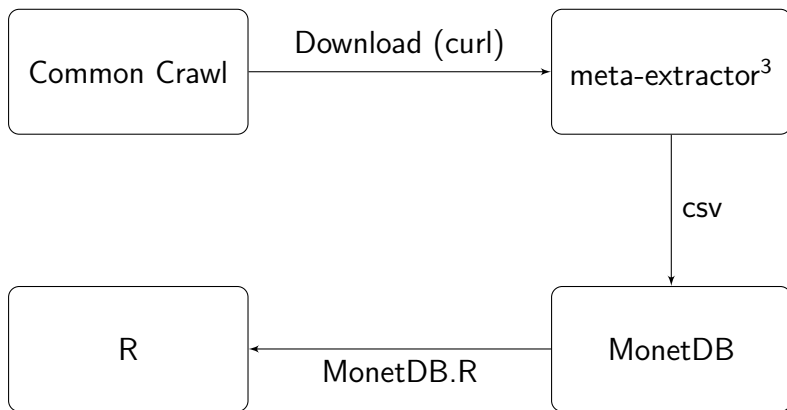 Download (curl)
Common Crawl
meta-extractor³
csv
R
MonetDB
MonetDB.R